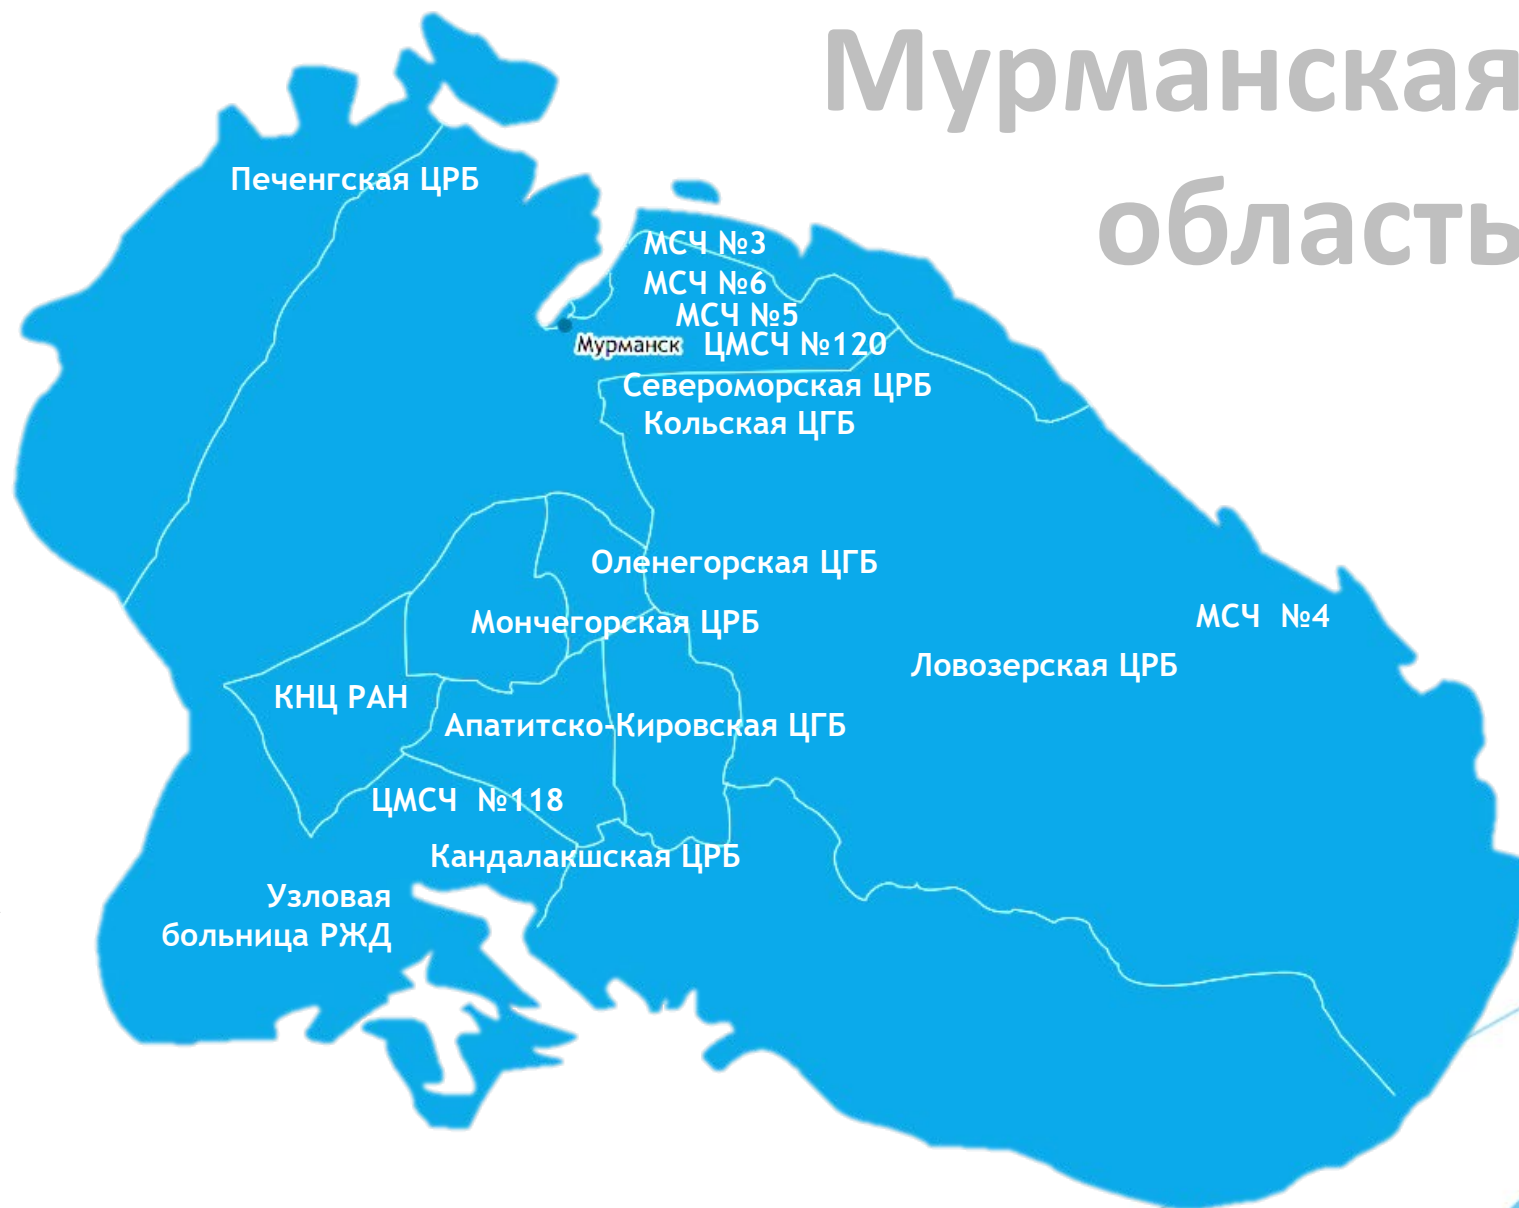 Мурманская
область
Печенгская ЦРБ
МСЧ №3
МСЧ №6
МСЧ №5
Мурманск
ЦМСЧ №120
Североморская ЦРБ
Кольская ЦГБ
Оленегорская ЦГБ
Мончегорская ЦРБ
МСЧ №4
Ловозерская ЦРБ
КНЦ РАН
Апатитско-Кировская ЦГБ
ЦМСЧ №118
Кандалакшская ЦРБ
Узловая
больница РЖД